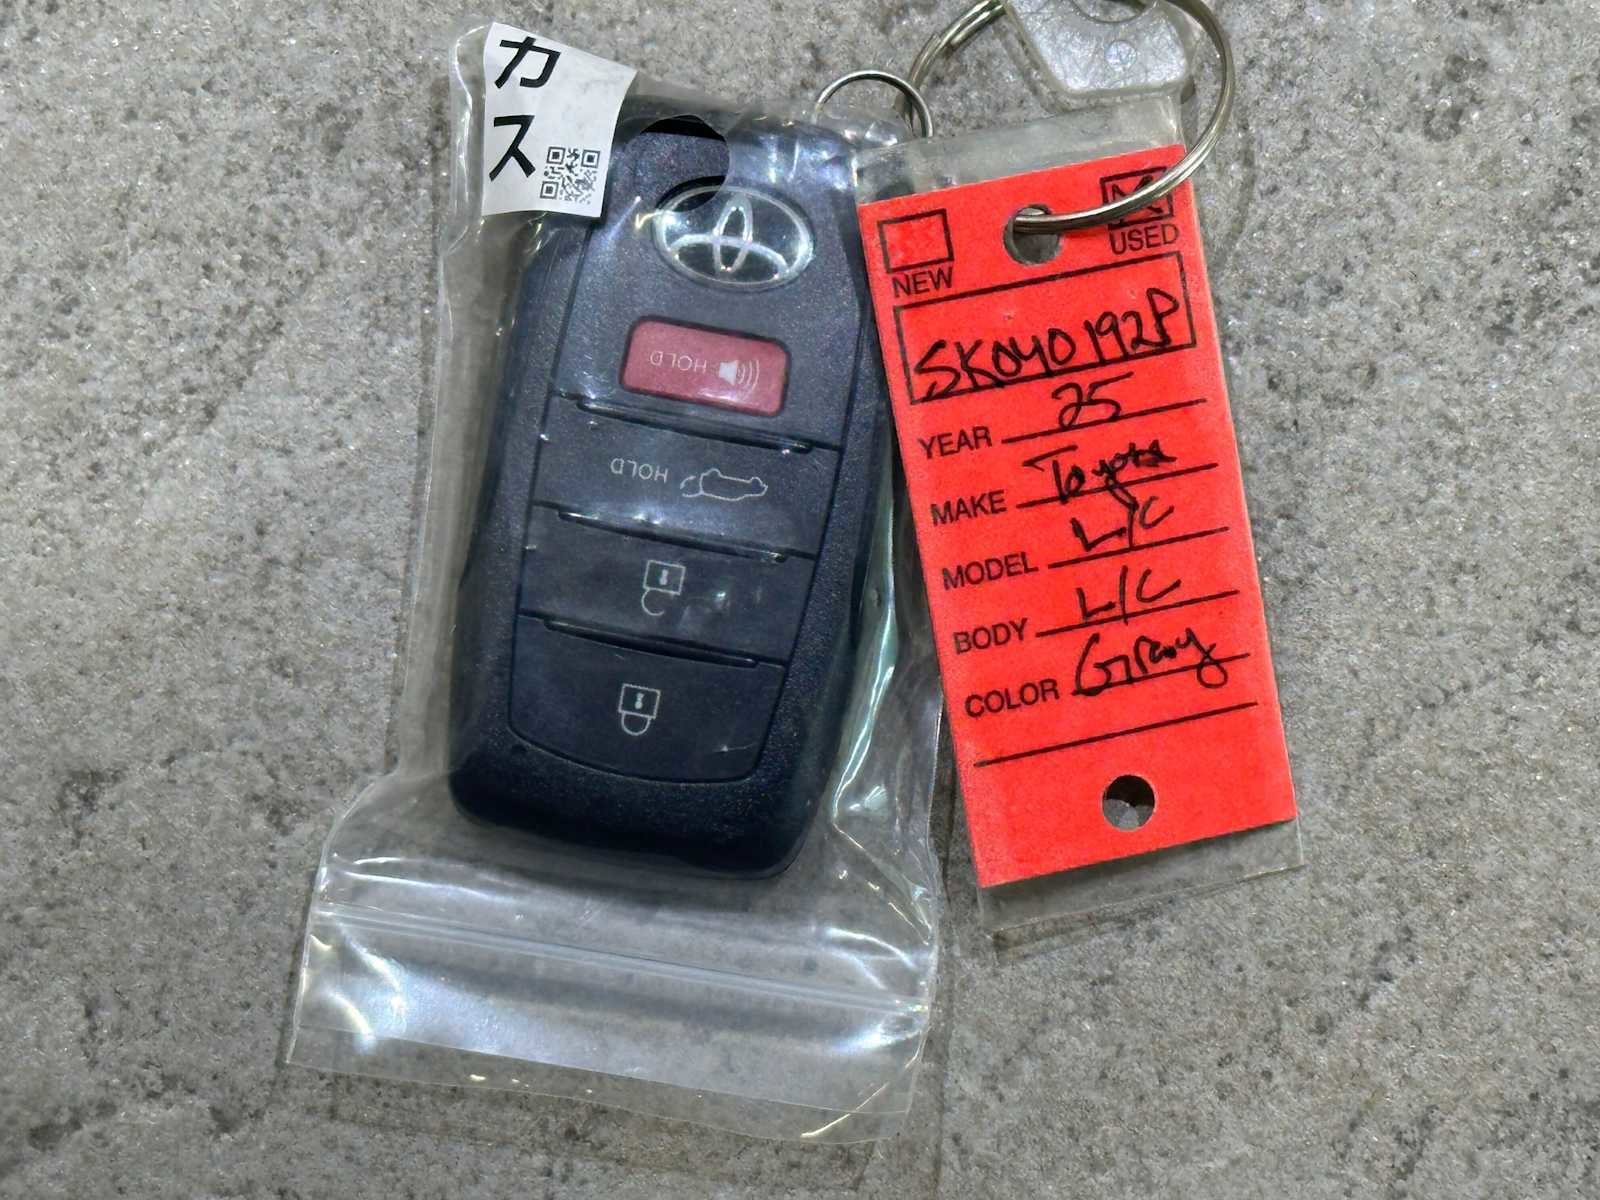 カ
ス
HOLD
HOLD
NEW
USED
SK040192P
YEAR 25
MAKE Toyota
MODEL L/C
BODY L/C
COLOR Gray